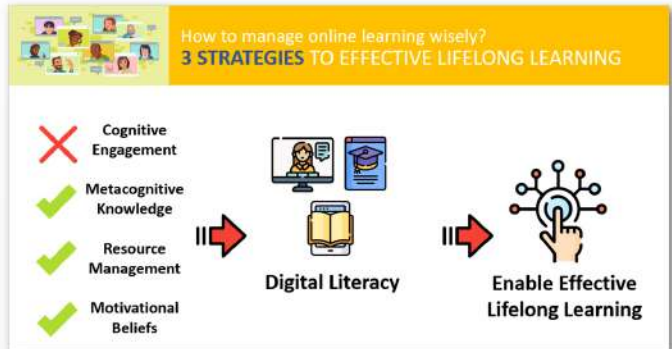 How to manage online learning wisely?
3 STRATEGIES TO EFFECTIVE LIFELONG LEARNING
Cognitive
Engagement
Metacognitive
Knowledge
Resource
Management
Motivational
Beliefs
Digital Literacy
Enable Effective
Lifelong Learning